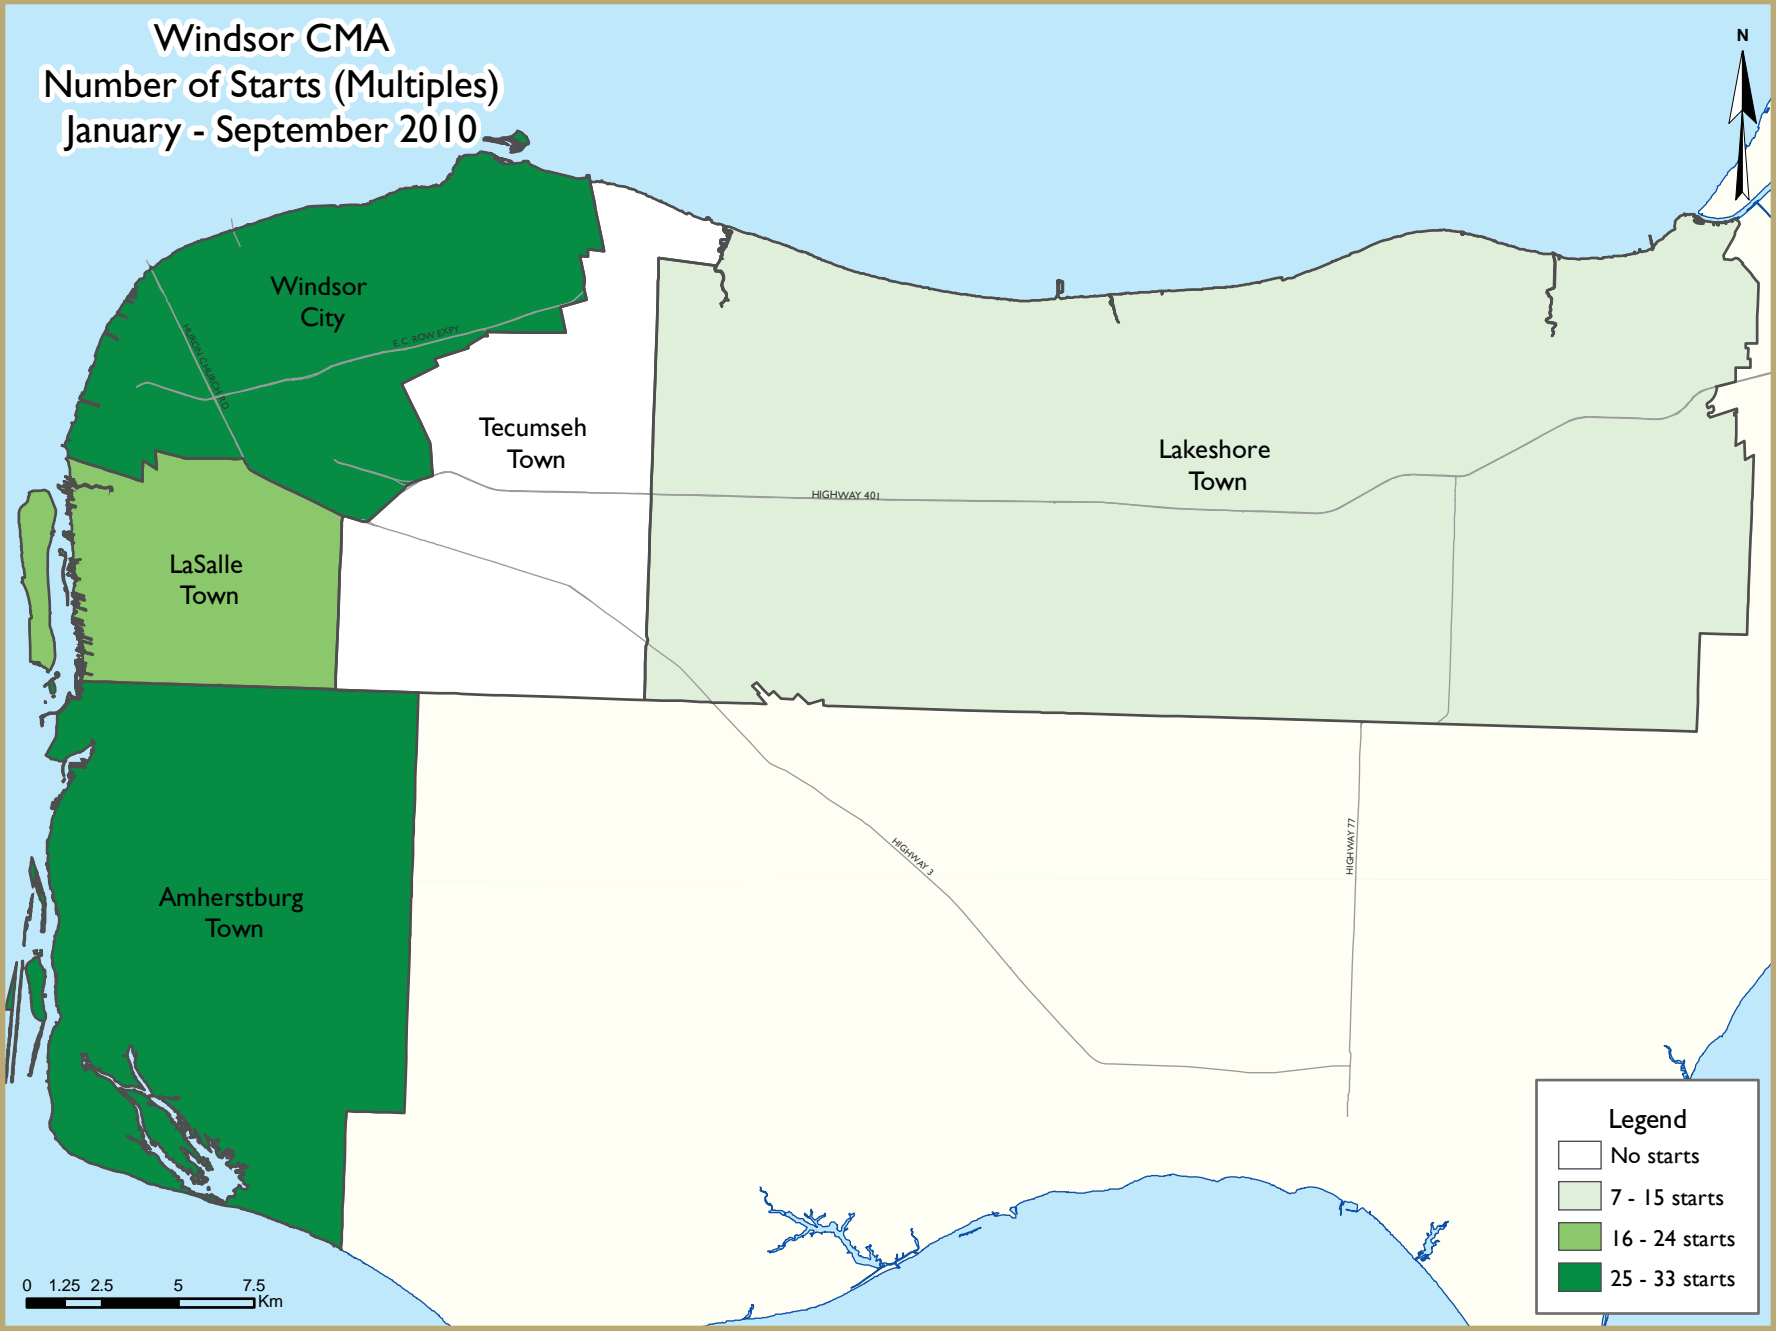 Windsor CMA
Number of Starts (Multiples)
January - September 2010
N
Windsor
City
HURON CHURCH RD
E.C. ROW EXPY
Tecumseh
Town
Lakeshore
Town
HIGHWAY 401
LaSalle
Town
Amherstburg
Town
HIGHWAY 3
HIGHWAY 77
Legend
No starts
7 - 15 starts
16 - 24 starts
25 - 33 starts
0 1.25 2.5 5 7.5
Km